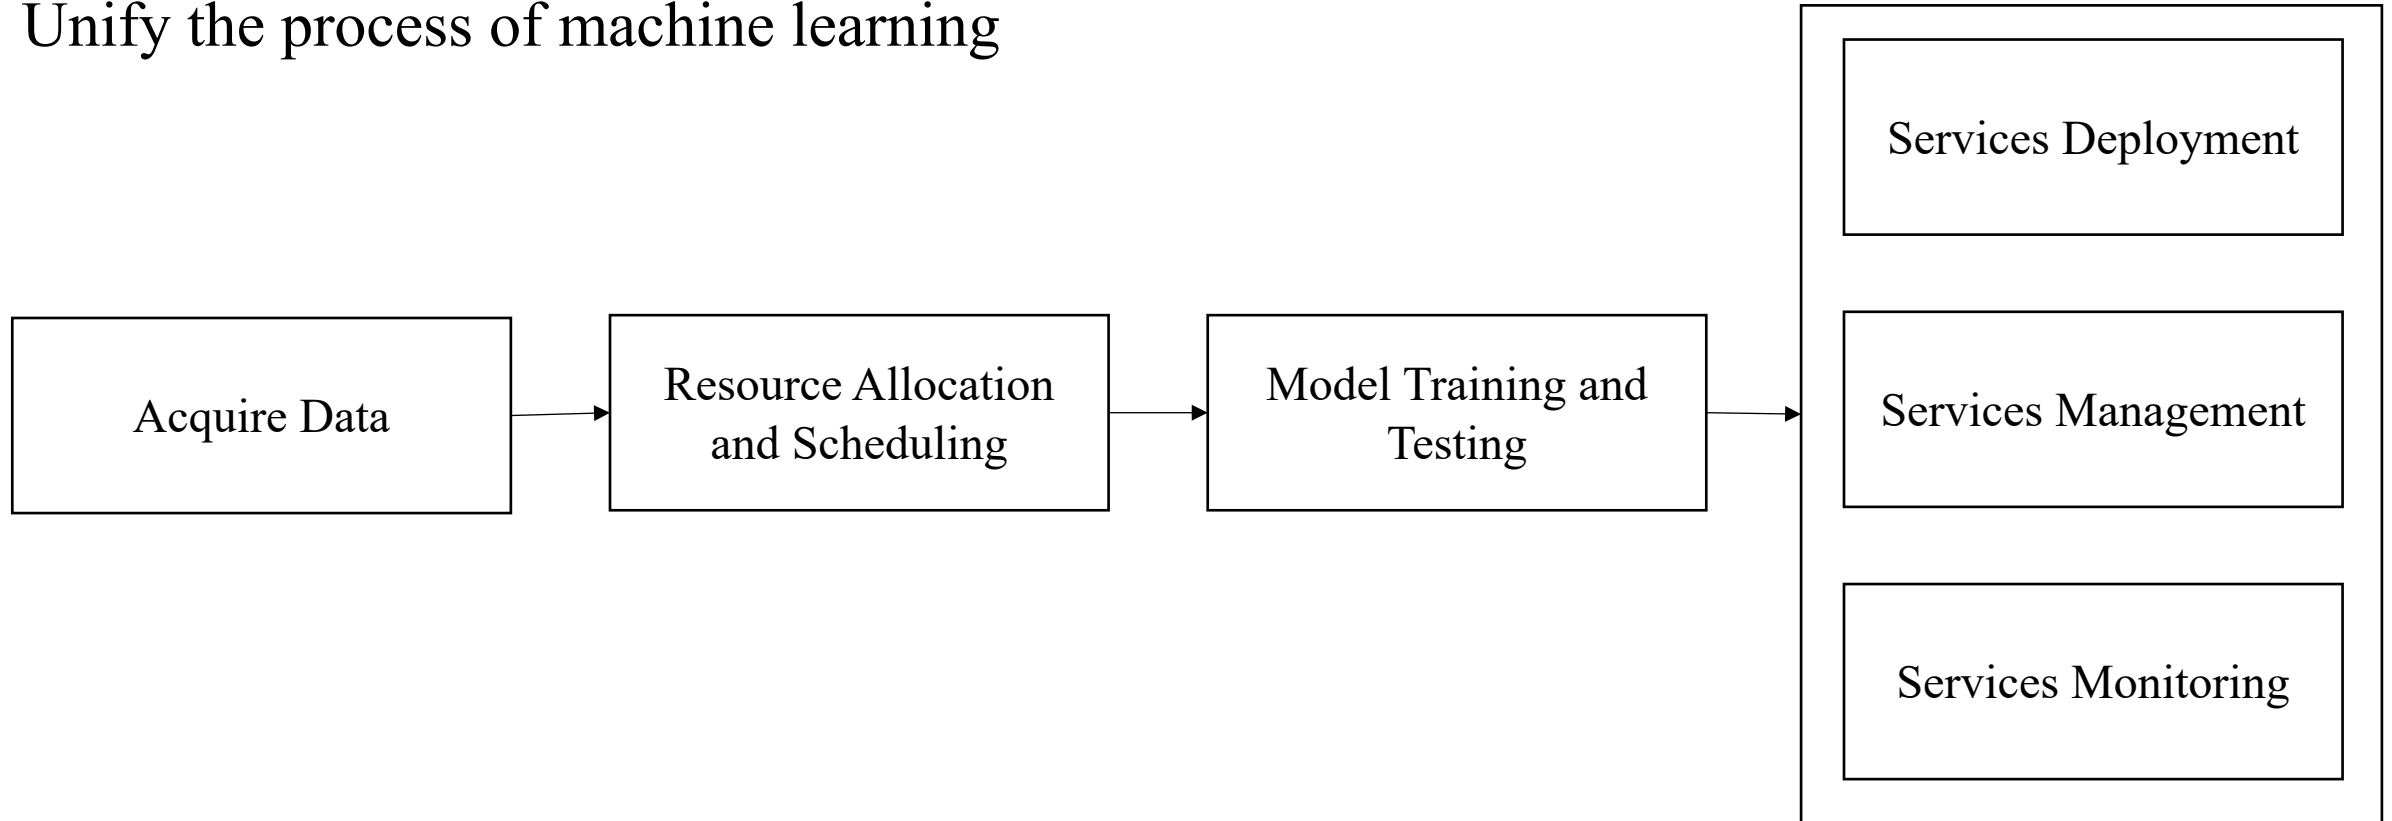 Unify the process of machine learning
Services Deployment
Acquire Data
Resource Allocation
and Scheduling
Model Training and
Testing
Services Management
Services Monitoring